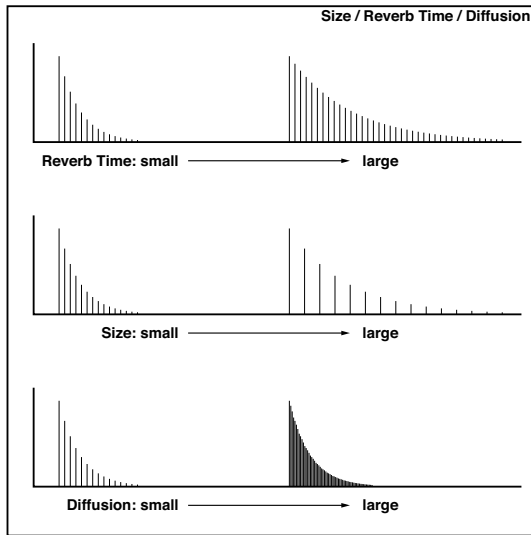 Size / Reverb Time / Diffusion
Reverb Time: small large
Size: small large
Diffusion: small large